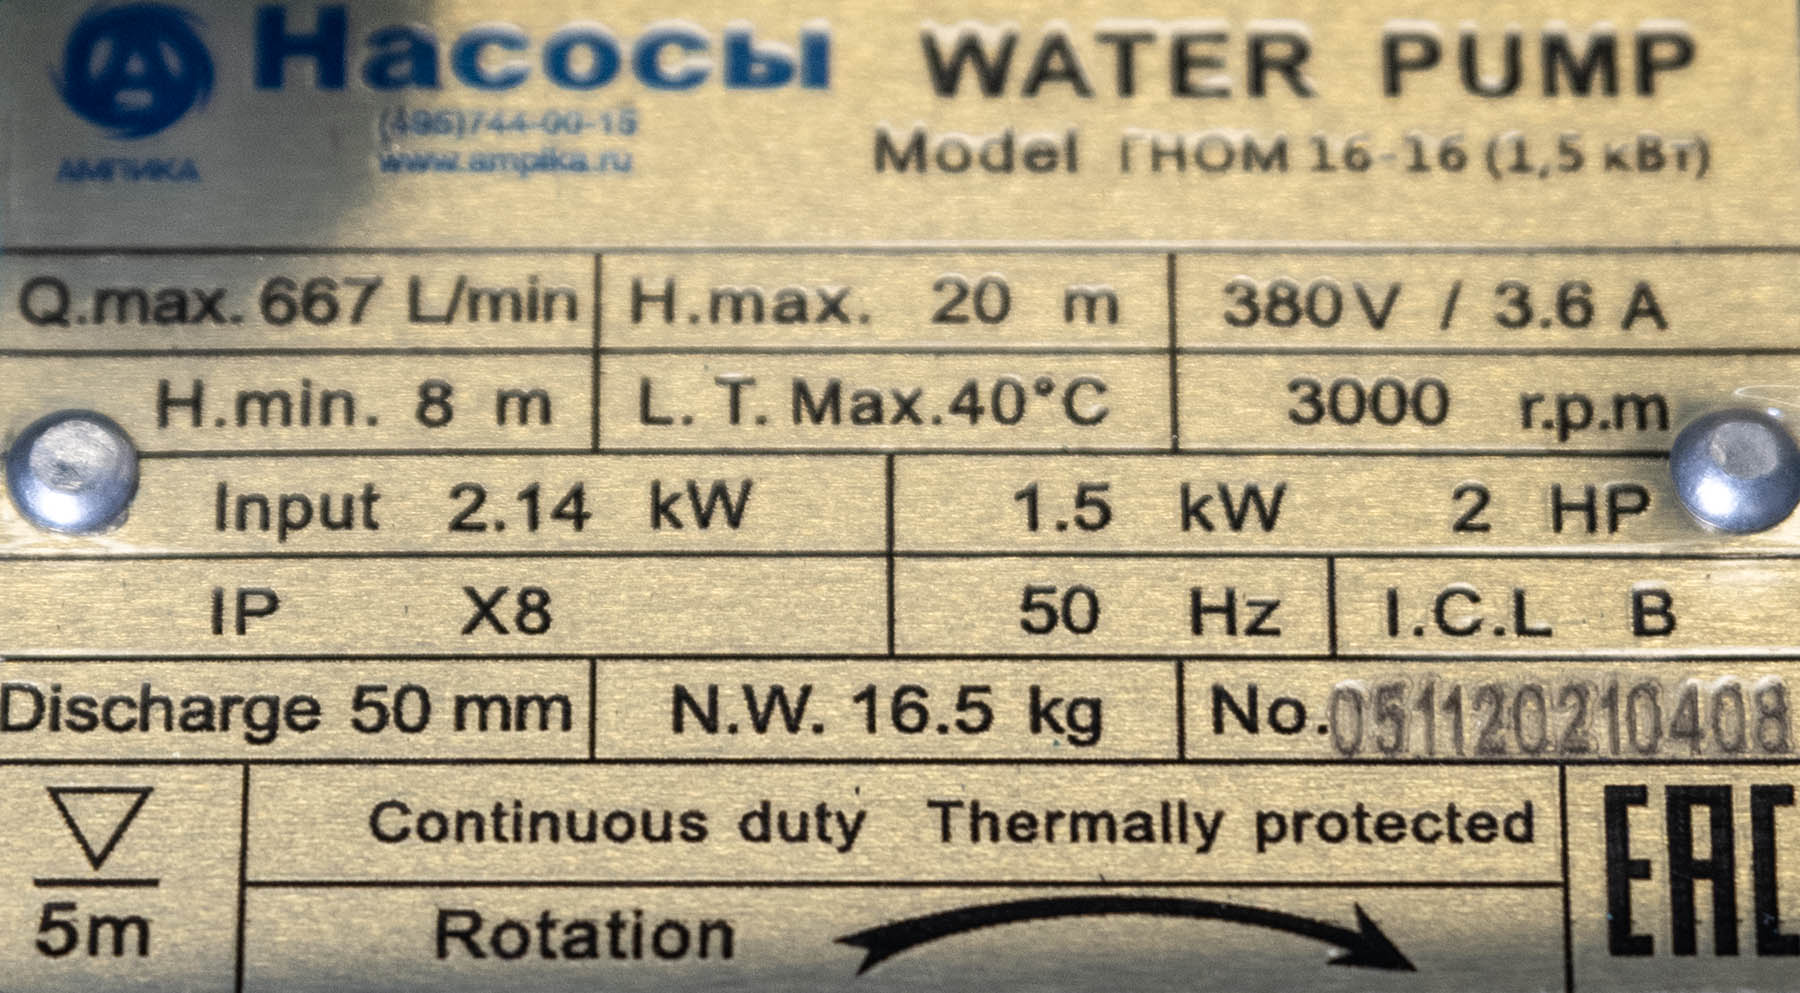 Насосы
(495)744-00-15
www.ampika.ru
АМПИКА
WATER PUMP
Model ГНОМ 16-16 (1,5 кВт)
Q.max. 667 L/min H.max. 20 m 380V / 3.6 A
H.min. 8 m L. T. Max.40°C 3000 r.p.m
Input 2.14 kW 1.5 kW 2 HP
IP X8 50 Hz I.C.L B
Discharge 50 mm N.W. 16.5 kg No.051120210408
Continuous duty Thermally protected
5m
Rotation
EAC